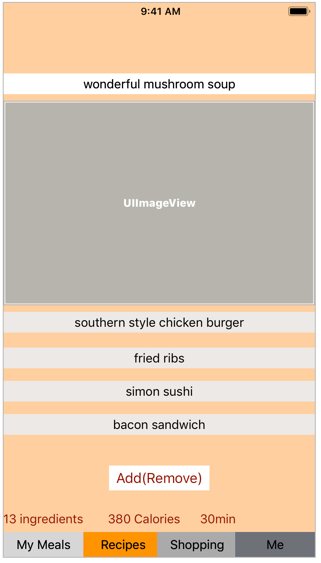 9:41 AM
wonderful mushroom soup
UIImageView
southern style chicken burger
fried ribs
simon sushi
bacon sandwich
Add(Remove)
13 ingredients 380 Calories 30min
My Meals Recipes Shopping Me